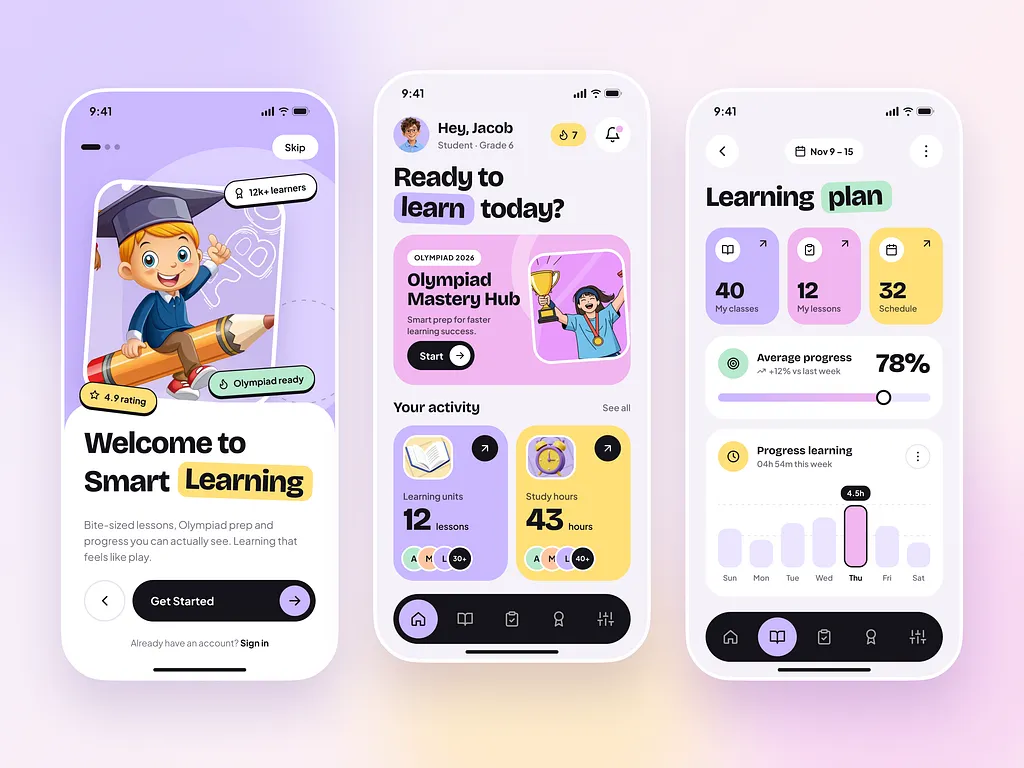 9:41
Skip
12k+ learners
ABC
Olympiad ready
4.9 rating
Welcome to
Smart Learning
Bite-sized lessons, Olympiad prep and
progress you can actually see. Learning that
feels like play.
Get Started
Already have an account? Sign in
9:41
Hey, Jacob
Student · Grade 6
7
Ready to
learn today?
OLYMPIAD 2026
Olympiad
Mastery Hub
Smart prep for faster
learning success.
Start
Your activity
See all
Learning units
12 lessons
A M L 30+
Study hours
43 hours
A M L 40+
9:41
Nov 9 – 15
Learning plan
40
My classes
12
My lessons
32
Schedule
Average progress
+12% vs last week
78%
Progress learning
04h 54m this week
4.5h
Sun Mon Tue Wed Thu Fri Sat